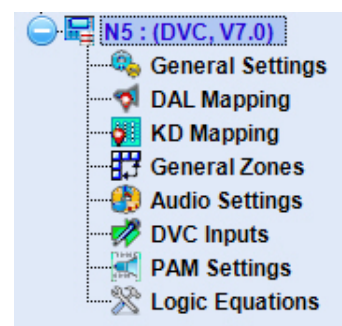 N5 : (DVC, V7.0)
General Settings
DAL Mapping
KD Mapping
General Zones
Audio Settings
DVC Inputs
PAM Settings
Logic Equations